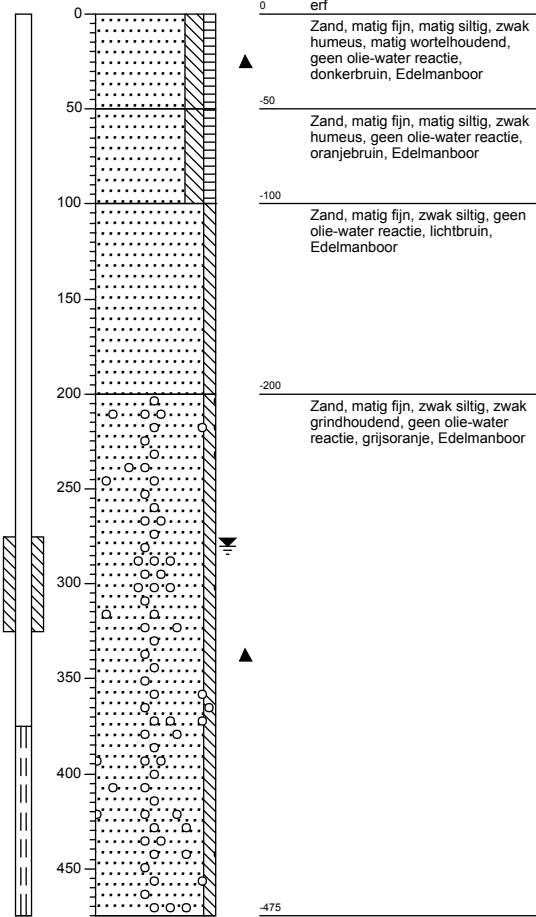 0
50
100
150
200
250
300
350
400
450
0
erf
Zand, matig fijn, matig siltig, zwak
humeus, matig wortelhoudend,
geen olie-water reactie,
donkerbruin, Edelmanboor
-50
Zand, matig fijn, matig siltig, zwak
humeus, geen olie-water reactie,
oranjebruin, Edelmanboor
-100
Zand, matig fijn, zwak siltig, geen
olie-water reactie, lichtbruin,
Edelmanboor
-200
Zand, matig fijn, zwak siltig, zwak
grindhoudend, geen olie-water
reactie, grijsoranje, Edelmanboor
-475